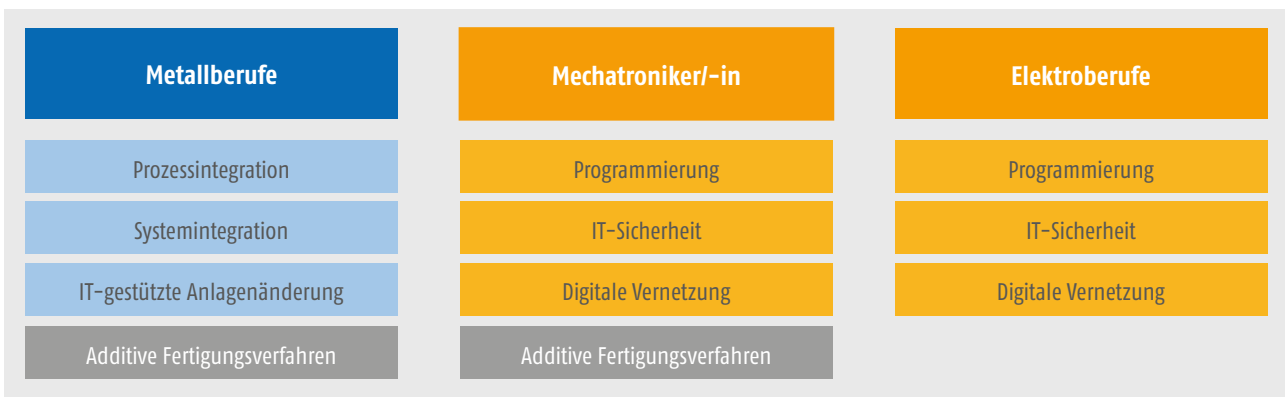 Metallberufe
Prozessintegration
Systemintegration
IT-gestützte Anlagenänderung
Additive Fertigungsverfahren
Mechatroniker/-in
Programmierung
IT-Sicherheit
Digitale Vernetzung
Additive Fertigungsverfahren
Elektroberufe
Programmierung
IT-Sicherheit
Digitale Vernetzung